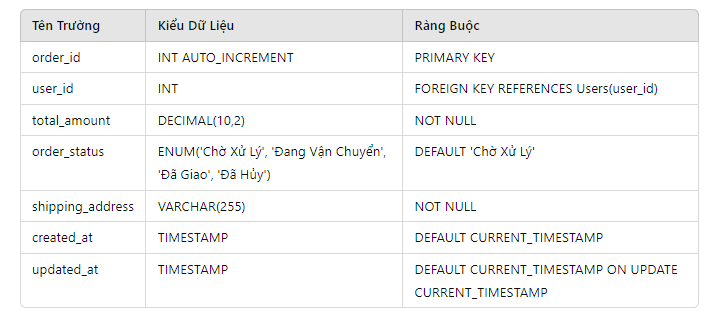 Tên Trường Kiểu Dữ Liệu Ràng Buộc
order_id INT AUTO_INCREMENT PRIMARY KEY
user_id INT FOREIGN KEY REFERENCES Users(user_id)
total_amount DECIMAL(10,2) NOT NULL
order_status ENUM('Chờ Xử Lý', 'Đang Vận Chuyển', DEFAULT 'Chờ Xử Lý'
'Đã Giao', 'Đã Hủy')
shipping_address VARCHAR(255) NOT NULL
created_at TIMESTAMP DEFAULT CURRENT_TIMESTAMP
updated_at TIMESTAMP DEFAULT CURRENT_TIMESTAMP ON UPDATE
CURRENT_TIMESTAMP